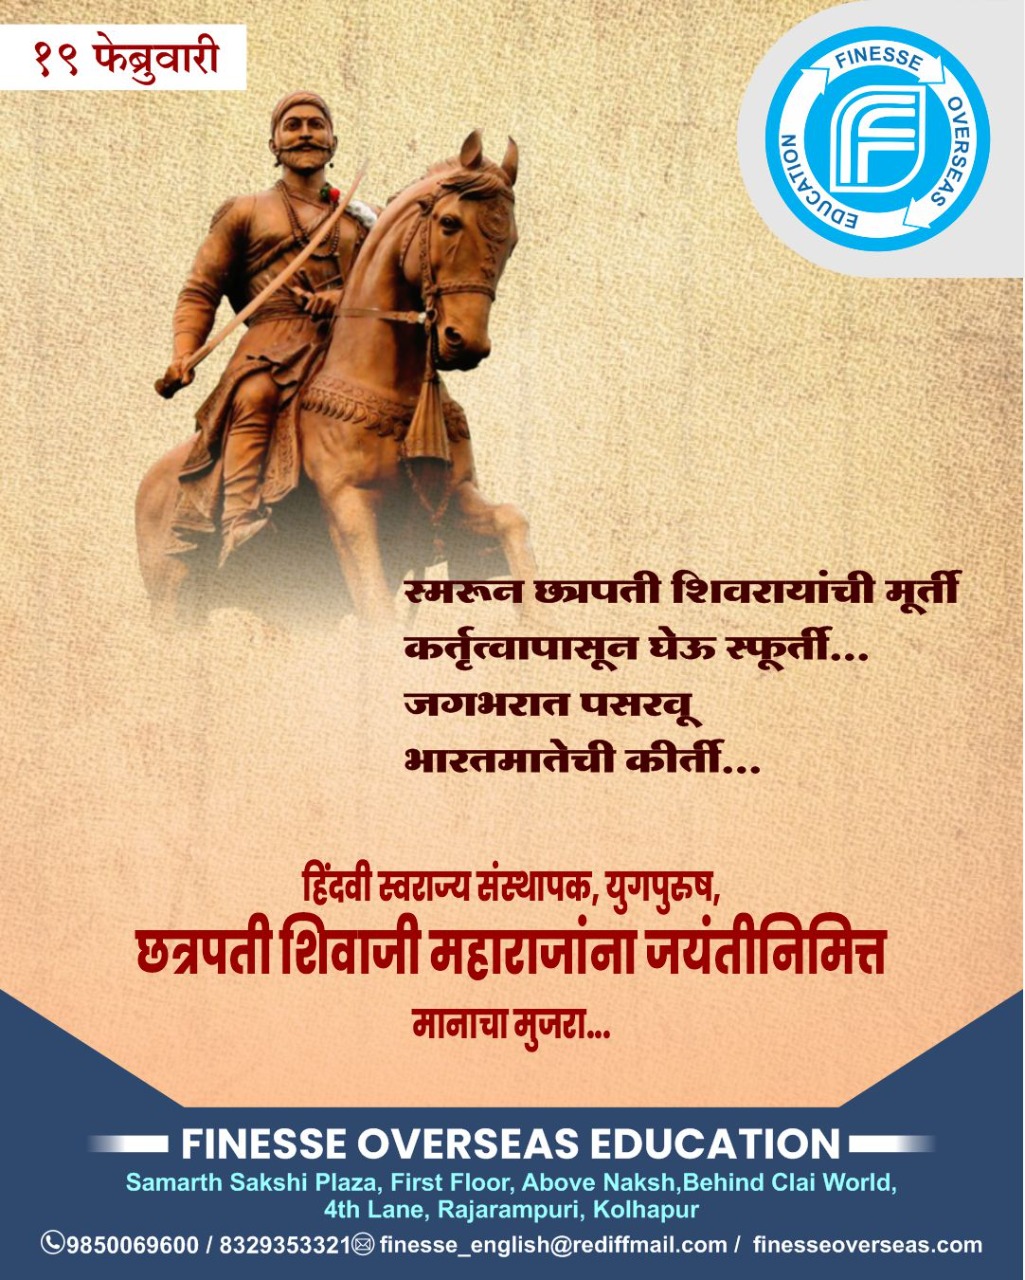 १९ फेब्रुवारी
FINESSE OVERSEAS EDUCATION
स्मरून छत्रपती शिवरायांची मूर्ती
कर्तृत्वापासून घेऊ स्फूर्ती...
जगभरात पसरवू
भारतमातेची कीर्ती...
हिंदवी स्वराज्य संस्थापक, युगपुरुष,
छत्रपती शिवाजी महाराजांना जयंतीनिमित्त
मानाचा मुजरा...
FINESSE OVERSEAS EDUCATION
Samarth Sakshi Plaza, First Floor, Above Naksh,Behind Clai World,
4th Lane, Rajarampuri, Kolhapur
9850069600 / 8329353321 finesse_english@rediffmail.com / finesseoverseas.com